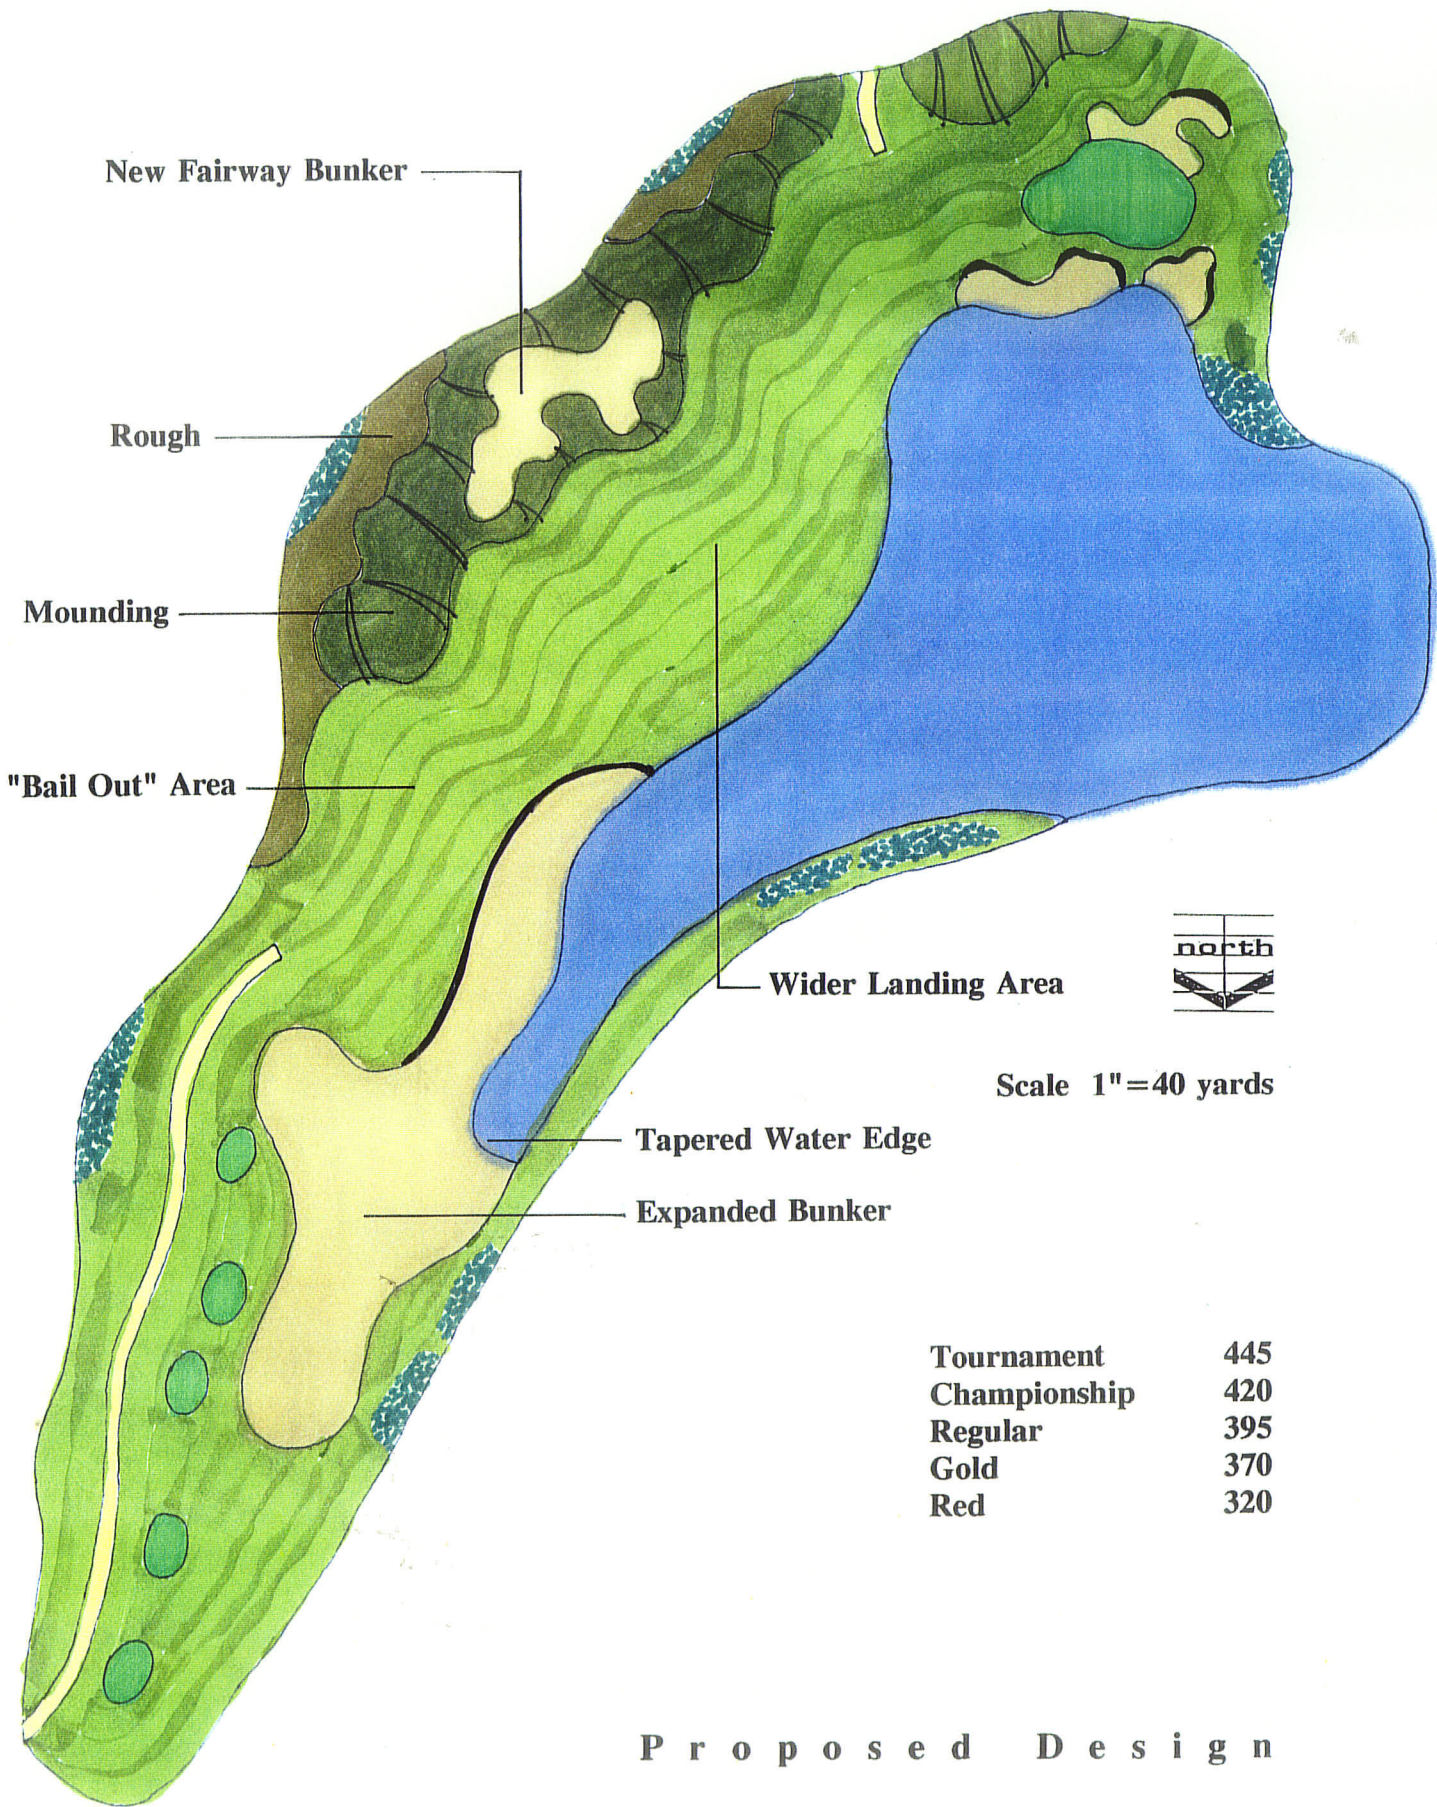 New Fairway Bunker
Rough
Mounding
"Bail Out" Area
Wider Landing Area
north
Scale 1"=40 yards
Tapered Water Edge
Expanded Bunker
Tournament 445
Championship 420
Regular 395
Gold 370
Red 320
Proposed Design